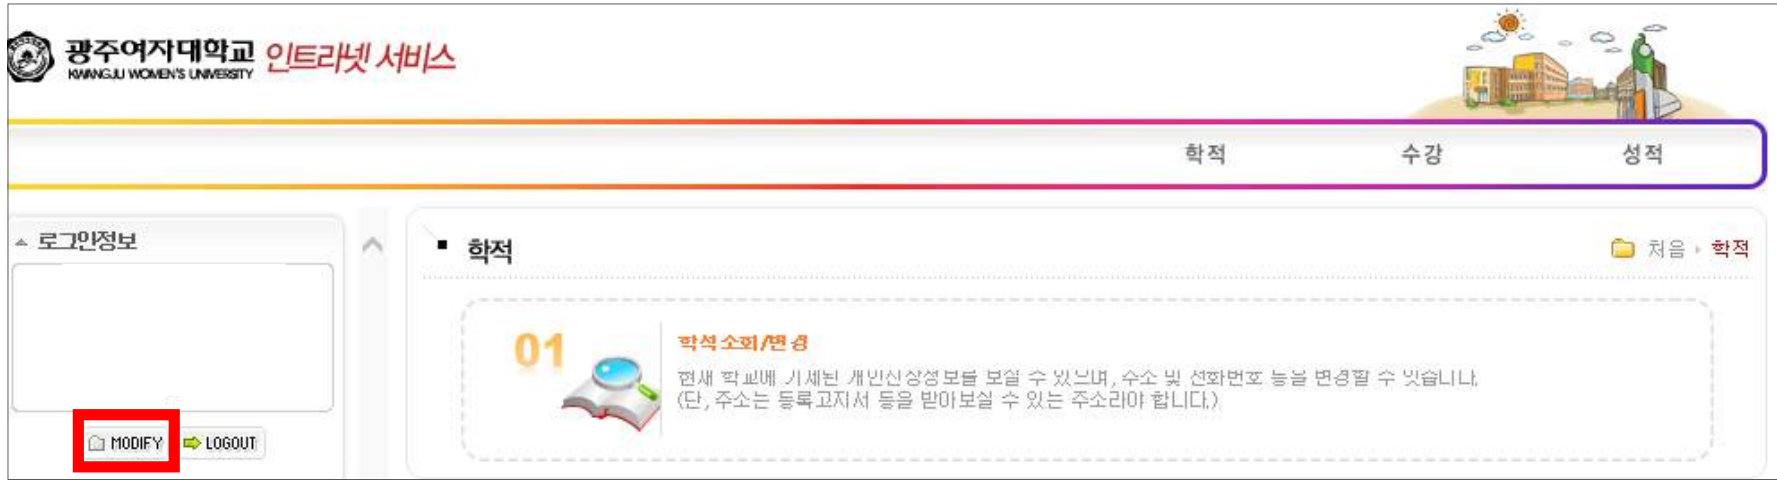 광주여자대학교 인트라넷 서비스
KWANGJU WOMEN'S UNIVERSITY
학적 수강 성적
로그인정보
학적
처음 학적
01
학적조회/변경
현재 학교에 기재된 개인신상정보를 보실 수 있으며, 주소 및 전화번호 등을 변경할 수 있습니다.
(단, 주소는 등록고지서 등을 받아보실 수 있는 주소라야 합니다.)
MODIFY LOGOUT